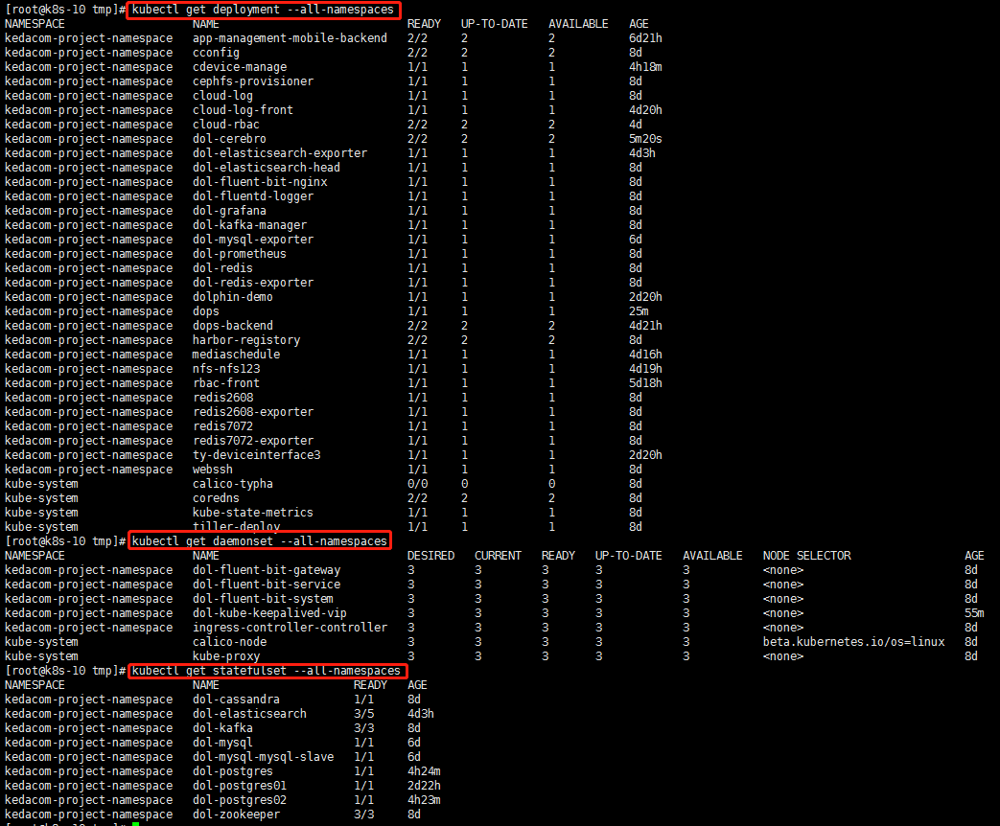 [root@k8s-10 tmp]# kubectl get deployment --all-namespaces
NAMESPACE NAME READY UP-TO-DATE AVAILABLE AGE
kedacom-project-namespace app-management-mobile-backend 2/2 2 2 6d21h
kedacom-project-namespace cconfig 2/2 2 2 8d
kedacom-project-namespace cdevice-manage 1/1 1 1 4h18m
kedacom-project-namespace cephfs-provisioner 1/1 1 1 8d
kedacom-project-namespace cloud-log 1/1 1 1 8d
kedacom-project-namespace cloud-log-front 1/1 1 1 4d20h
kedacom-project-namespace cloud-rbac 2/2 2 2 4d
kedacom-project-namespace dol-cerebro 2/2 2 2 5m20s
kedacom-project-namespace dol-elasticsearch-exporter 1/1 1 1 4d3h
kedacom-project-namespace dol-elasticsearch-head 1/1 1 1 8d
kedacom-project-namespace dol-fluent-bit-nginx 1/1 1 1 8d
kedacom-project-namespace dol-fluentd-logger 1/1 1 1 8d
kedacom-project-namespace dol-grafana 1/1 1 1 8d
kedacom-project-namespace dol-kafka-manager 1/1 1 1 8d
kedacom-project-namespace dol-mysql-exporter 1/1 1 1 6d
kedacom-project-namespace dol-prometheus 1/1 1 1 8d
kedacom-project-namespace dol-redis 1/1 1 1 8d
kedacom-project-namespace dol-redis-exporter 1/1 1 1 8d
kedacom-project-namespace dolphin-demo 1/1 1 1 2d20h
kedacom-project-namespace dops 1/1 1 1 25m
kedacom-project-namespace dops-backend 2/2 2 2 4d21h
kedacom-project-namespace harbor-registory 2/2 2 2 8d
kedacom-project-namespace mediaschedule 1/1 1 1 4d16h
kedacom-project-namespace nfs-nfs123 1/1 1 1 4d19h
kedacom-project-namespace rbac-front 1/1 1 1 5d18h
kedacom-project-namespace redis2608 1/1 1 1 8d
kedacom-project-namespace redis2608-exporter 1/1 1 1 8d
kedacom-project-namespace redis7072 1/1 1 1 8d
kedacom-project-namespace redis7072-exporter 1/1 1 1 8d
kedacom-project-namespace ty-deviceinterface3 1/1 1 1 2d20h
kedacom-project-namespace webssh 1/1 1 1 8d
kube-system calico-typha 0/0 0 0 8d
kube-system coredns 2/2 2 2 8d
kube-system kube-state-metrics 1/1 1 1 8d
kube-system tiller-deploy 1/1 1 1 8d
[root@k8s-10 tmp]# kubectl get daemonset --all-namespaces
NAMESPACE NAME DESIRED CURRENT READY UP-TO-DATE AVAILABLE NODE SELECTOR AGE
kedacom-project-namespace dol-fluent-bit-gateway 3 3 3 3 3 <none> 8d
kedacom-project-namespace dol-fluent-bit-service 3 3 3 3 3 <none> 8d
kedacom-project-namespace dol-fluent-bit-system 3 3 3 3 3 <none> 8d
kedacom-project-namespace dol-kube-keepalived-vip 3 3 3 3 3 <none> 55m
kedacom-project-namespace ingress-controller-controller 3 3 3 3 3 <none> 8d
kube-system calico-node 3 3 3 3 3 beta.kubernetes.io/os=linux 8d
kube-system kube-proxy 3 3 3 3 3 <none> 8d
[root@k8s-10 tmp]# kubectl get statefulset --all-namespaces
NAMESPACE NAME READY AGE
kedacom-project-namespace dol-cassandra 1/1 8d
kedacom-project-namespace dol-elasticsearch 3/5 4d3h
kedacom-project-namespace dol-kafka 3/3 8d
kedacom-project-namespace dol-mysql 1/1 6d
kedacom-project-namespace dol-mysql-mysql-slave 1/1 6d
kedacom-project-namespace dol-postgres 1/1 4h24m
kedacom-project-namespace dol-postgres01 1/1 2d22h
kedacom-project-namespace dol-postgres02 1/1 4h23m
kedacom-project-namespace dol-zookeeper 3/3 8d